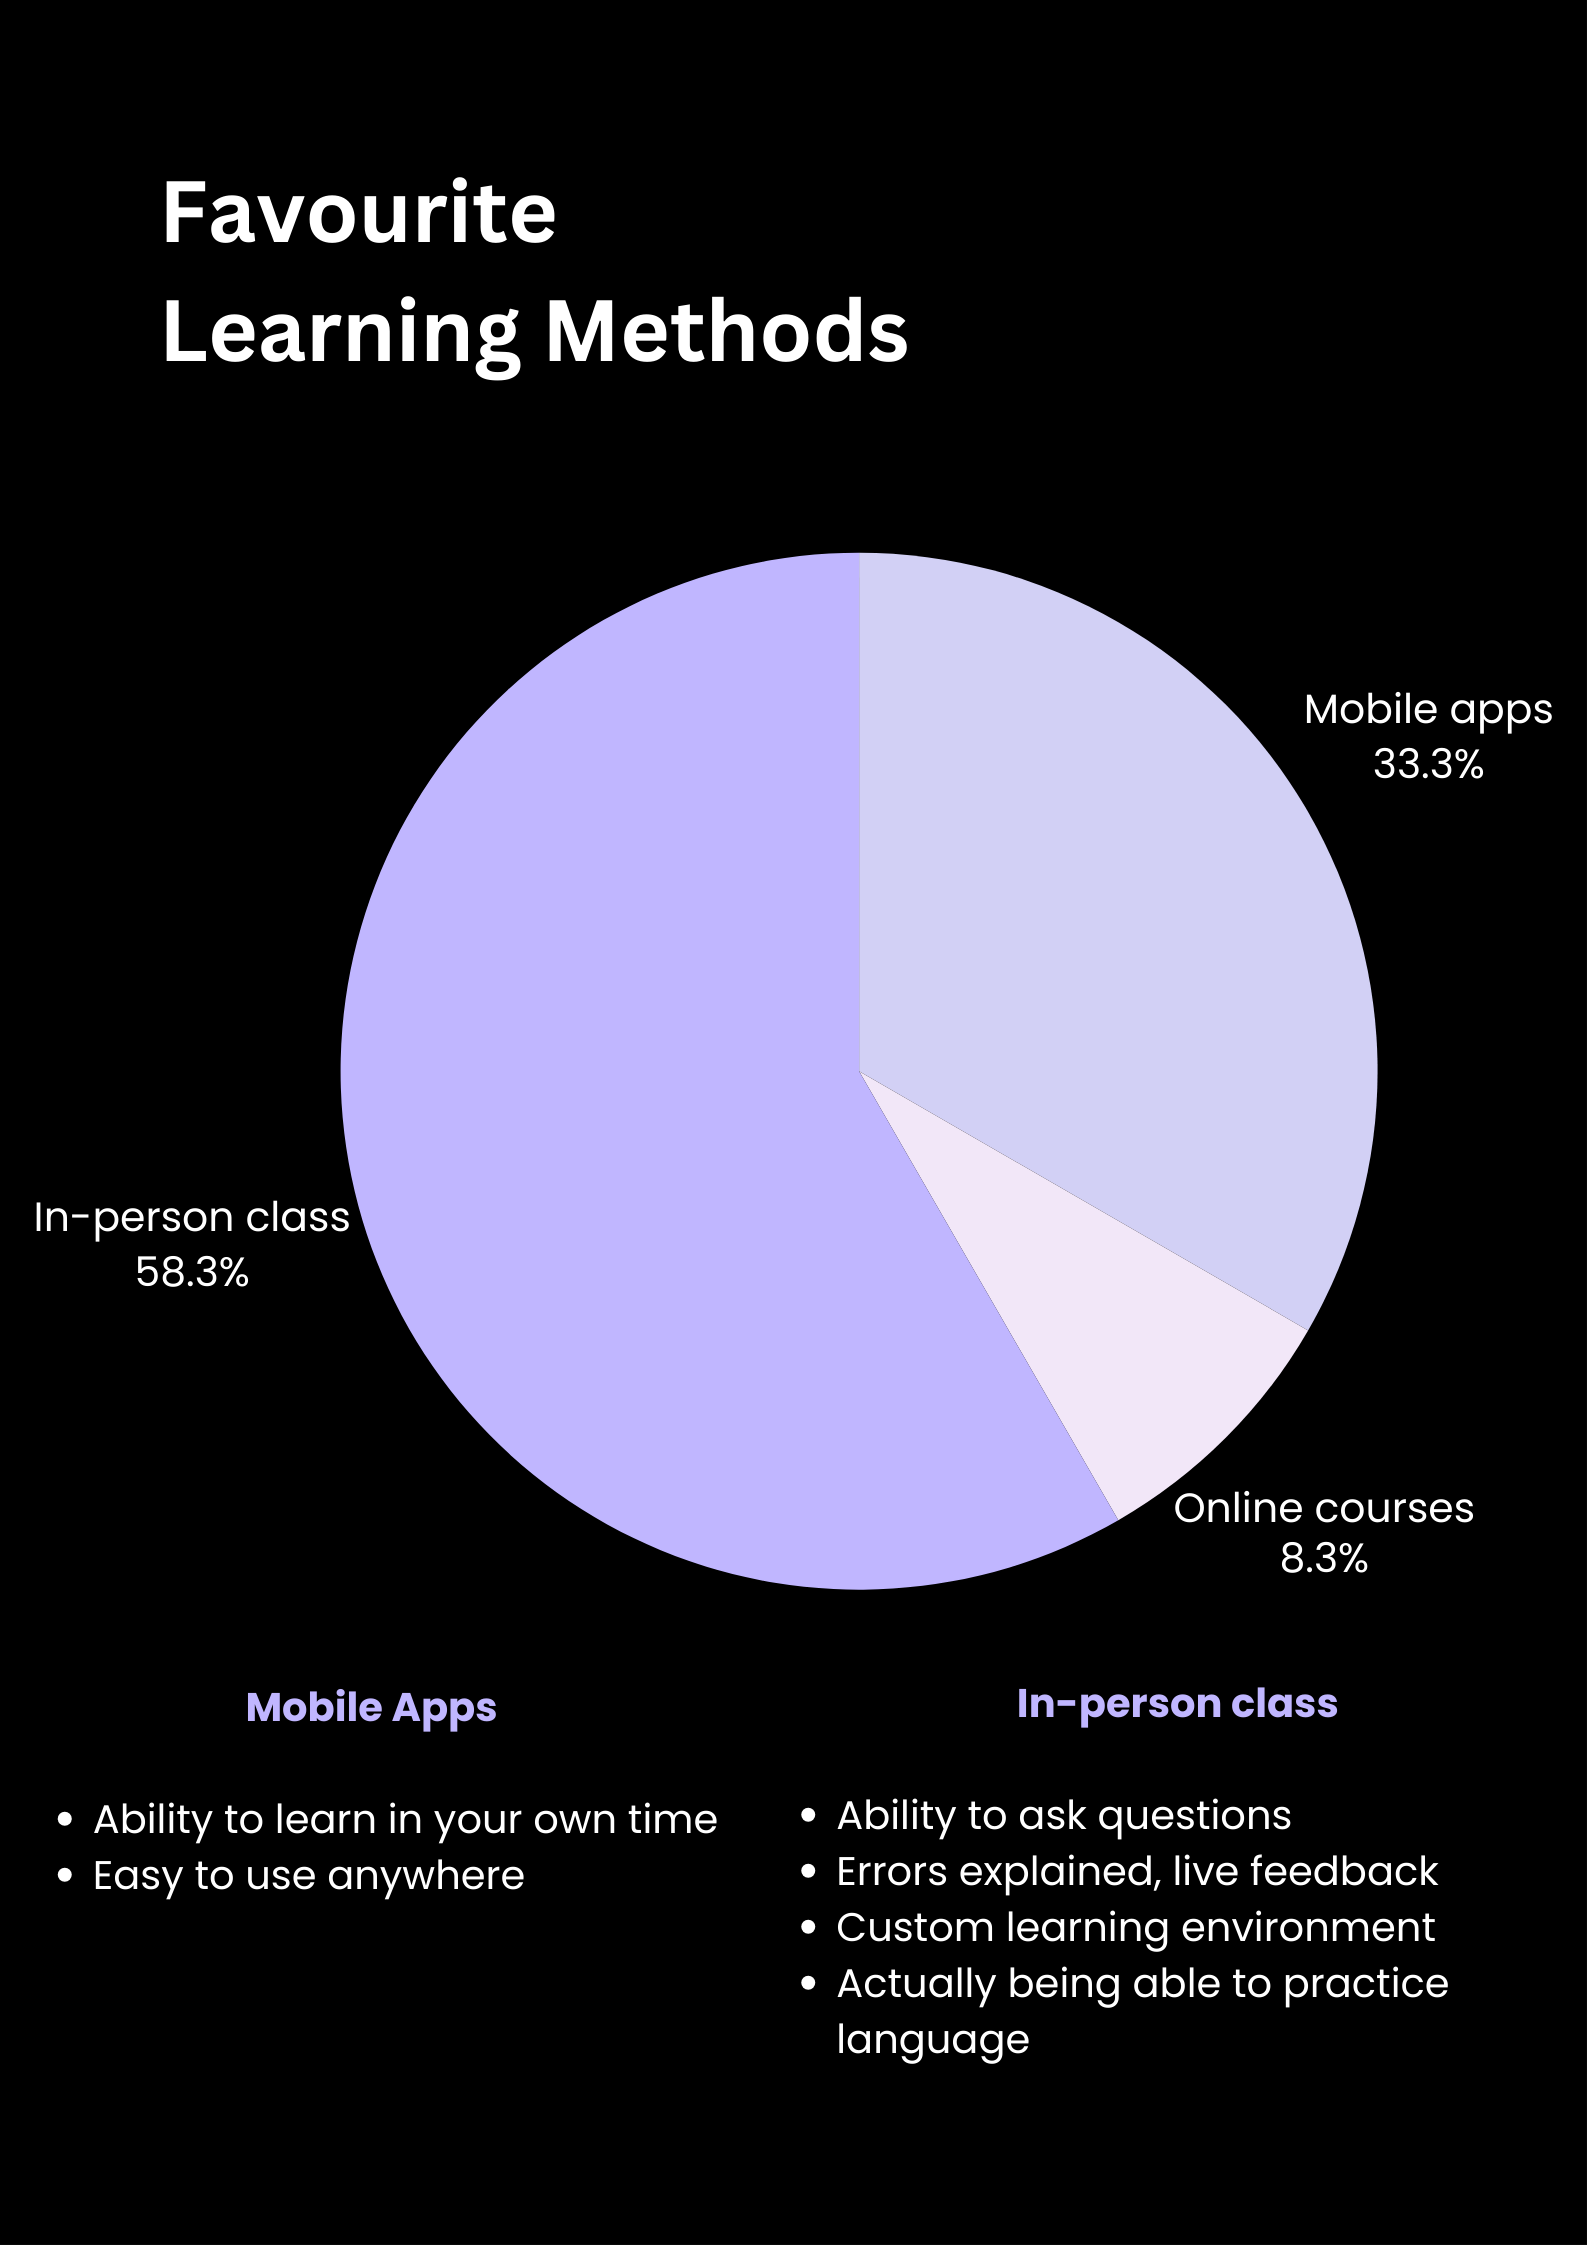 Favourite
Learning Methods
Mobile apps
33.3%
In-person class
58.3%
Online courses
8.3%
Mobile Apps
• Ability to learn in your own time
• Easy to use anywhere
In-person class
• Ability to ask questions
• Errors explained, live feedback
• Custom learning environment
• Actually being able to practice
language